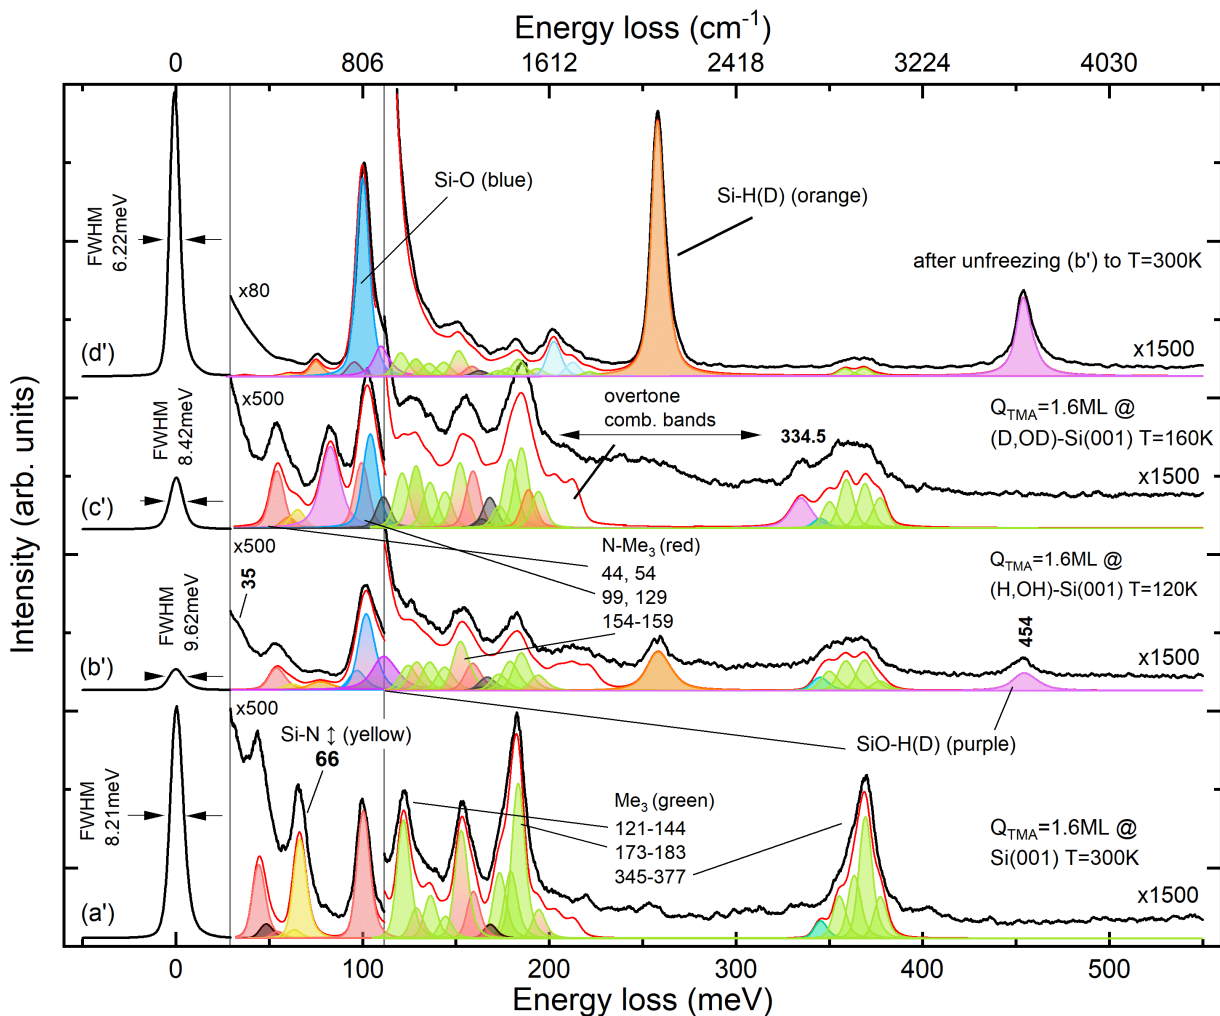 Energy loss (cm-1)
0 806 1612 2418 3224 4030
Intensity (arb. units)
FWHM
6.22meV
x80
Si-O (blue)
Si-H(D) (orange)
after unfreezing (b') to T=300K
x1500
(d')
FWHM
8.42meV
x500
overtone
comb. bands
334.5
QTMA=1.6ML @
(D,OD)-Si(001) T=160K
x1500
(c')
FWHM
9.62meV
x500
35
N-Me3 (red)
44, 54
99, 129
154-159
QTMA=1.6ML @
(H,OH)-Si(001) T=120K
454
x1500
(b')
SiO-H(D) (purple)
FWHM
8.21meV
x500
Si-N ↕ (yellow)
66
Me3 (green)
121-144
173-183
345-377
QTMA=1.6ML @
Si(001) T=300K
x1500
(a')
0 100 200 300 400 500
Energy loss (meV)